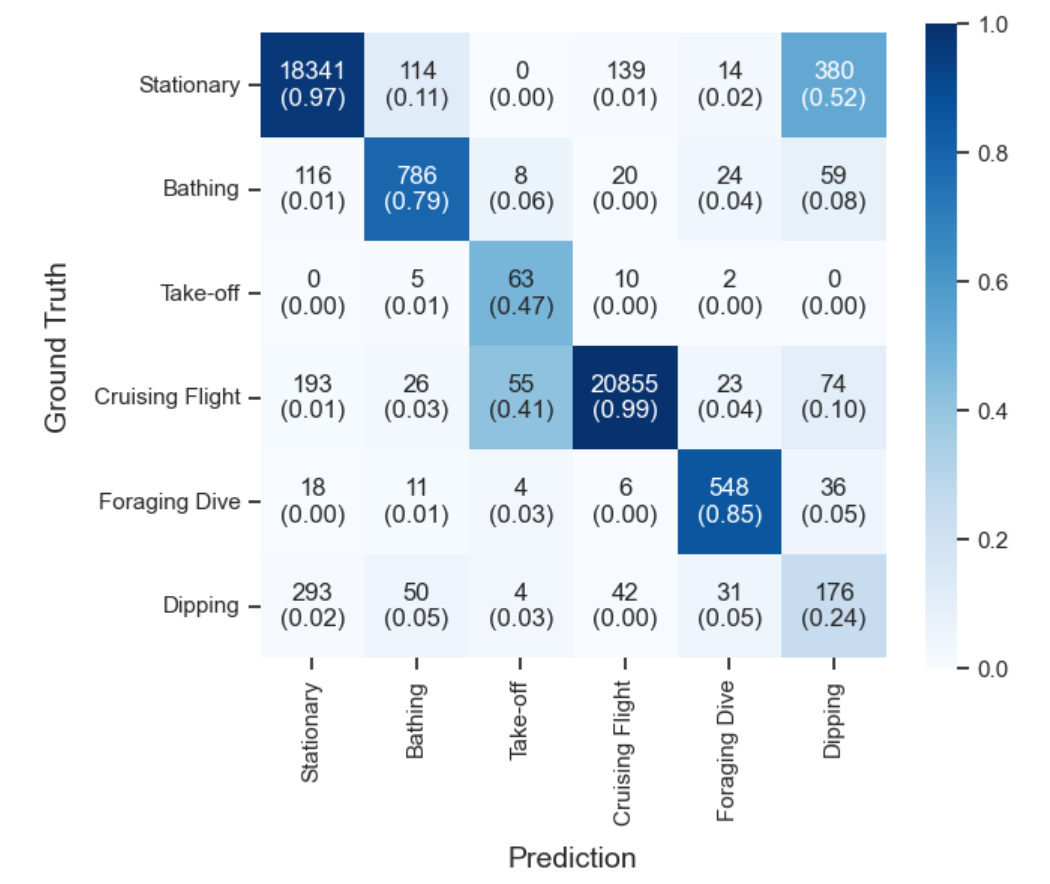 1.0
Stationary 18341 114 0 139 14 380
(0.97) (0.11) (0.00) (0.01) (0.02) (0.52)
0.8
Bathing 116 786 8 20 24 59
(0.01) (0.79) (0.06) (0.00) (0.04) (0.08)
Ground Truth
Take-off 0 5 63 10 2 0
(0.00) (0.01) (0.47) (0.00) (0.00) (0.00)
0.6
Cruising Flight 193 26 55 20855 23 74
(0.01) (0.03) (0.41) (0.99) (0.04) (0.10)
0.4
Foraging Dive 18 11 4 6 548 36
(0.00) (0.01) (0.03) (0.00) (0.85) (0.05)
0.2
Dipping 293 50 4 42 31 176
(0.02) (0.05) (0.03) (0.00) (0.05) (0.24)
0.0
Stationary
Bathing
Take-off
Cruising Flight
Foraging Dive
Dipping
Prediction